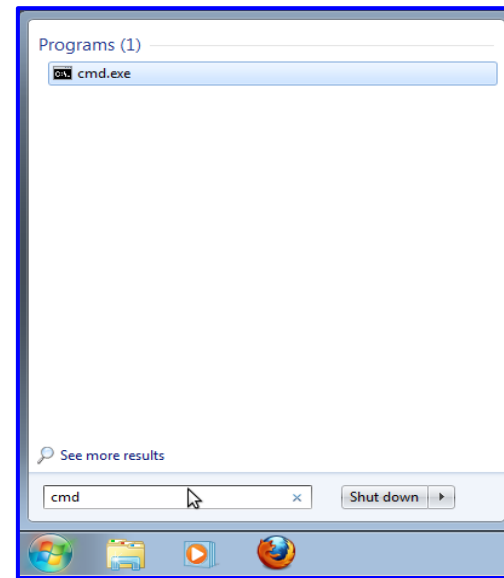 Programs (1)
cmd.exe
See more results
cmd
Shut down